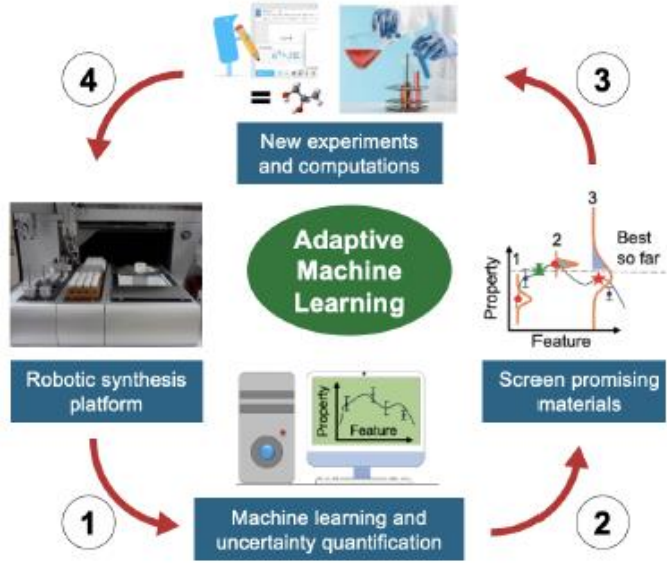 4
3
=
New experiments
and computations
Adaptive
Machine
Learning
3
2
1
Best
so far
Property
Feature
Robotic synthesis
platform
Property
Feature
Screen promising
materials
1
Machine learning and
uncertainty quantification
2